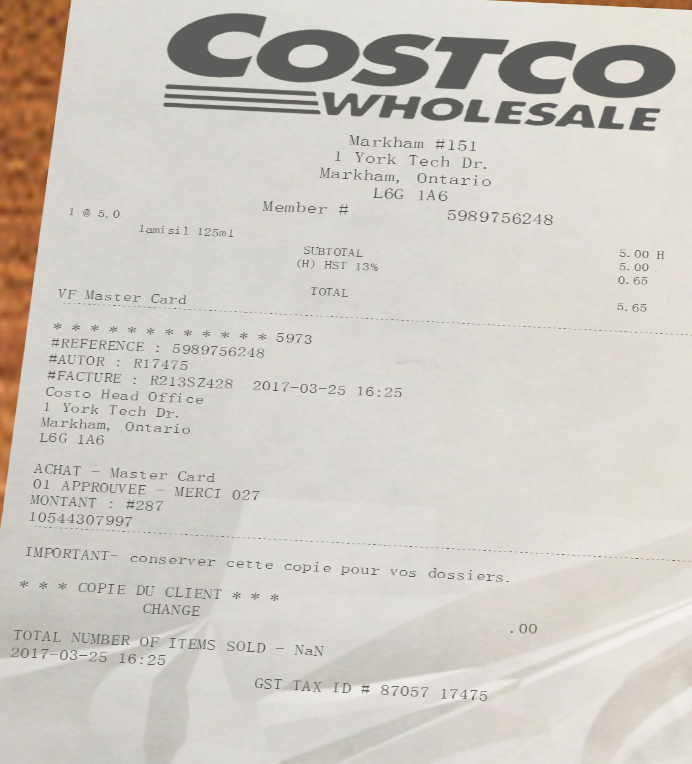 COSTCO
WHOLESALE
Markham #151
1 York Tech Dr.
Markham, Ontario
L6G 1A6
Member # 5989756248
1 @ 5.0
lamisil 125ml 5.00 H
SUBTOTAL 5.00
(H) HST 13% 0.65
TOTAL 5.65
VF Master Card
* * * * * * * * * * * * 5973
#REFERENCE : 5989756248
#AUTOR : R17475
#FACTURE : R213SZ428 2017-03-25 16:25
Costo Head Office
1 York Tech Dr.
Markham, Ontario
L6G 1A6
ACHAT - Master Card
01 APPROUVEE - MERCI 027
MONTANT : #287
10544307997
IMPORTANT- conserver cette copie pour vos dossiers.
* * * COPIE DU CLIENT * * *
CHANGE .00
TOTAL NUMBER OF ITEMS SOLD - NaN
2017-03-25 16:25
GST TAX ID # 87057 17475